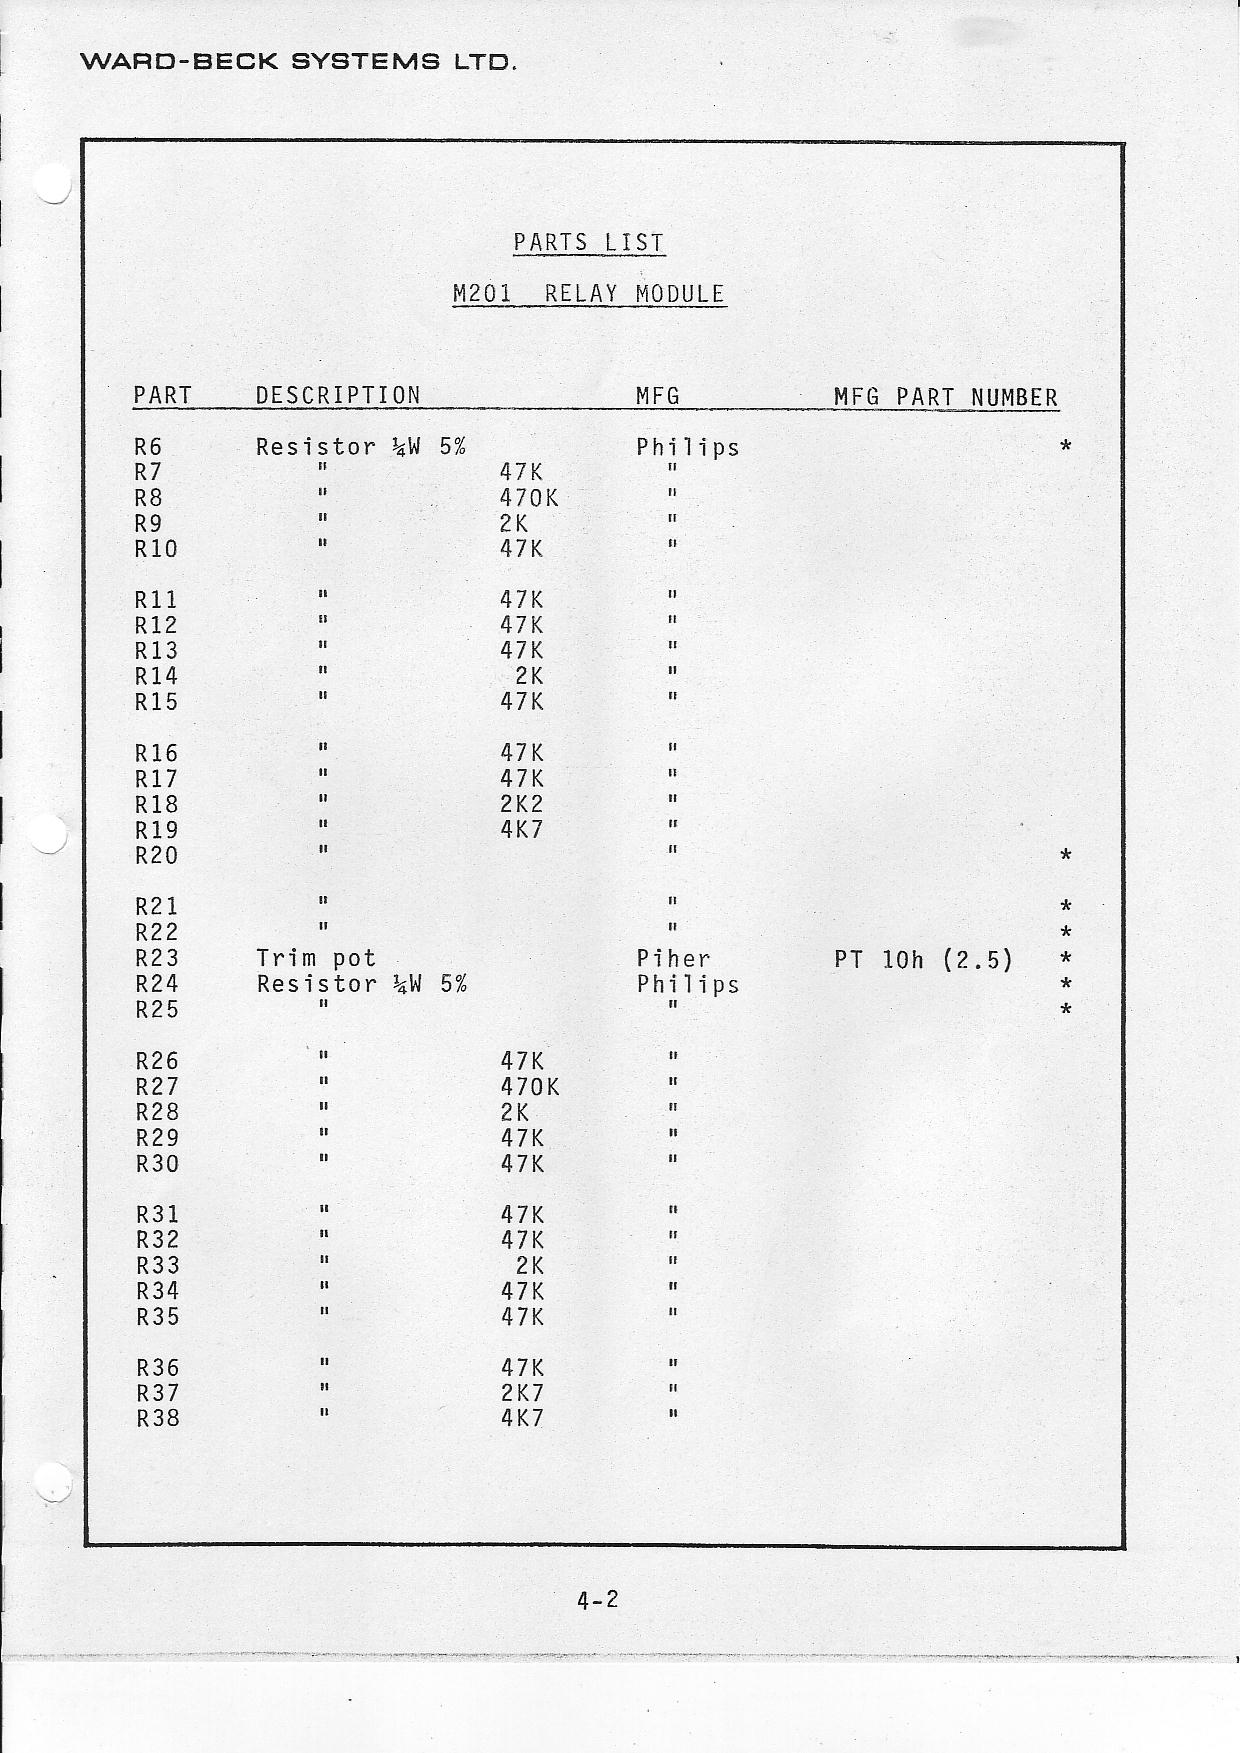 WARD-BECK SYSTEMS LTD.
PARTS LIST
M201 RELAY MODULE
PART DESCRIPTION MFG MFG PART NUMBER
R6 Resistor ¼W 5% Philips *
R7 " 47K "
R8 " 470K "
R9 " 2K "
R10 " 47K "
R11 " 47K "
R12 " 47K "
R13 " 47K "
R14 " 2K "
R15 " 47K "
R16 " 47K "
R17 " 47K "
R18 " 2K2 "
R19 " 4K7 "
R20 " " *
R21 " " *
R22 " " *
R23 Trim pot Piher PT 10h (2.5) *
R24 Resistor ¼W 5% Philips *
R25 " " *
R26 " 47K "
R27 " 470K "
R28 " 2K "
R29 " 47K "
R30 " 47K "
R31 " 47K "
R32 " 47K "
R33 " 2K "
R34 " 47K "
R35 " 47K "
R36 " 47K "
R37 " 2K7 "
R38 " 4K7 "
4-2